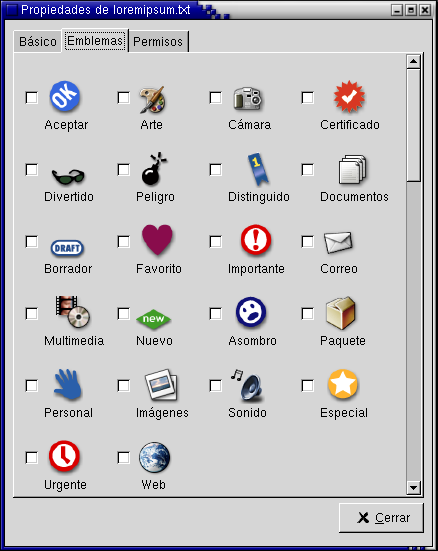 Propiedades de loremipsum.txt
Básico Emblemas Permisos
OK
Aceptar Arte Cámara Certificado
1
Divertido Peligro Distinguido Documentos
DRAFT
Borrador Favorito Importante Correo
new
Multimedia Nuevo Asombro Paquete
Personal Imágenes Sonido Especial
Urgente Web
Cerrar